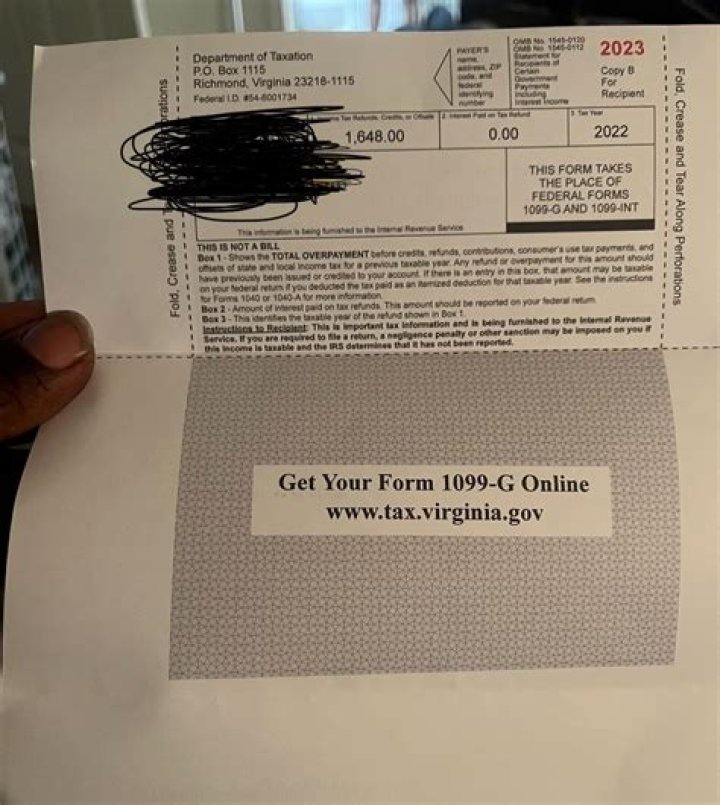 Department of Taxation
P.O. Box 1115
Richmond, Virginia 23218-1115
Federal I.D. #54-6001734
PAYER'S
name,
address, ZIP
code, and
federal
identifying
number
OMB No. 1545-0120
OMB No. 1545-0112
Statement for
Recipients of
Certain
Government
Payments
Including
Interest Income
2023
Copy B
For
Recipient
Tax Refunds, Credits, or Offsets
1,648.00
2. Interest Paid on Tax Refund
0.00
3. Tax Year
2022
THIS FORM TAKES
THE PLACE OF
FEDERAL FORMS
1099-G AND 1099-INT
This information is being furnished to the Internal Revenue Service
THIS IS NOT A BILL
Box 1 - Shows the TOTAL OVERPAYMENT before credits, refunds, contributions, consumer's use tax payments, and
offsets of state and local income tax for a previous taxable year. Any refund or overpayment for this amount should
have previously been issued or credited to your account. If there is an entry in this box, that amount may be taxable
on your federal return if you deducted the tax paid as an itemized deduction for that taxable year. See the instructions
for Forms 1040 or 1040-A for more information.
Box 2 - Amount of interest paid on tax refunds. This amount should be reported on your federal return.
Box 3 - This identifies the taxable year of the refund shown in Box 1.
Instructions to Recipient: This is important tax information and is being furnished to the Internal Revenue
Service. If you are required to file a return, a negligence penalty or other sanction may be imposed on you if
this income is taxable and the IRS determines that it has not been reported.
Fold, Crease and
orations
Fold, Crease and Tear Along Perforations
Get Your Form 1099-G Online
www.tax.virginia.gov